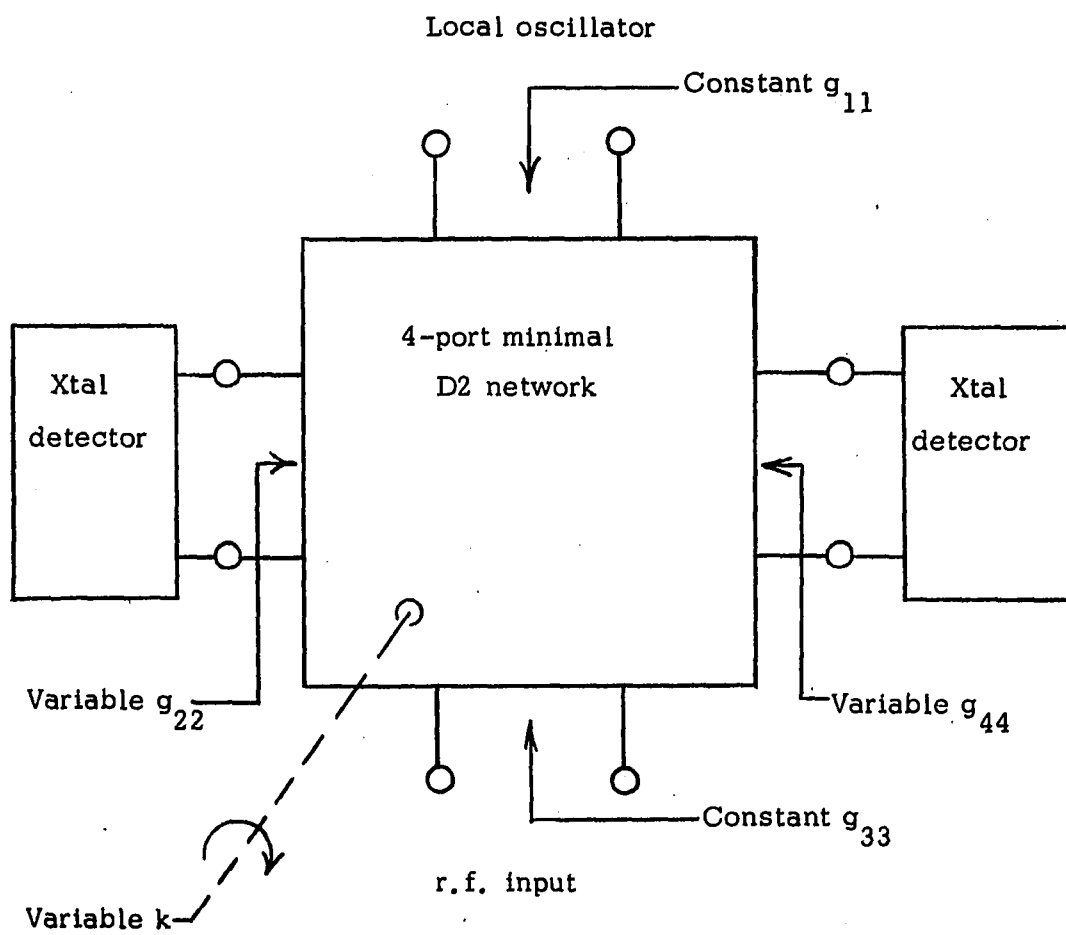 Local oscillator
Constant g11
4-port minimal
D2 network
Xtal
detector
Xtal
detector
Variable g22
Variable g44
Constant g33
r.f. input
Variable k